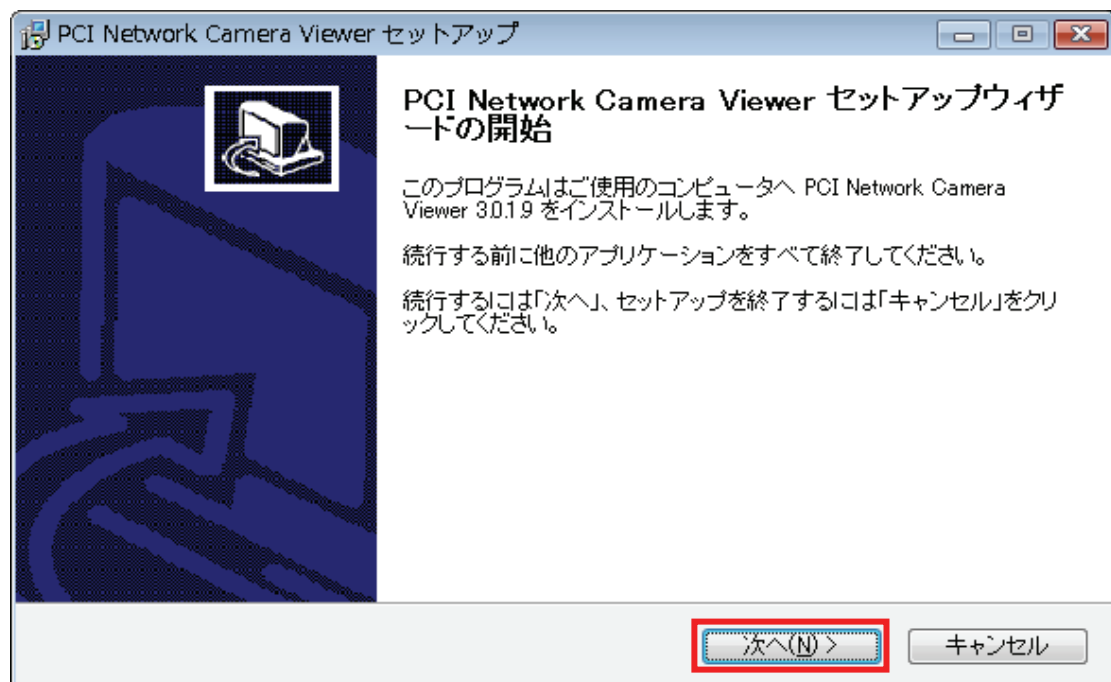 PCI Network Camera Viewer セットアップ
PCI Network Camera Viewer セットアップウィザ
ードの開始
このプログラムはご使用のコンピュータへ PCI Network Camera
Viewer 3.0.1.9 をインストールします。
続行する前に他のアプリケーションをすべて終了してください。
続行するには「次へ」、セットアップを終了するには「キャンセル」をクリ
ックしてください。
次へ(N) >
キャンセル